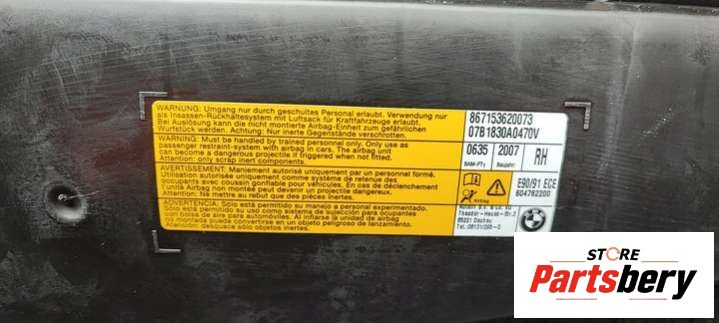 WARNUNG: Umgang nur durch geschultes Personal erlaubt. Verwendung nur
als Insassen-Rückhaltesystem mit Luftsack für Kraftfahrzeuge erlaubt.
Bei Auslösung kann die nicht montierte Airbag-Einheit zum gefährlichen
Wurfstück werden. Achtung: Nur inerte Gegenstände verschrotten.
WARNING: Must be handled by trained personnel only. Only use as
passenger restraint-system with airbag in cars. The airbag unit
can become a dangerous projectile if ignited when not mounted.
Attention: only scrap inert components.
AVERTISSEMENT: Maniement autorisé uniquement par un personnel formé.
Utilisation autorisée uniquement comme système de retenue des
occupants avec coussin gonflable pour véhicules. En cas de déclenchement
l'unité Airbag non montée peut devenir un projectile dangereux.
Attention: Ne mettre au rebut que des pièces inertes.
ADVERTENCIA: Sólo está permitido su manejo a personal experimentado.
Sólo está permitido su uso como sistema de sujeción para ocupantes
con bolsa de aire para automóviles. Al inflarse la unidad de airbag
no montada puede convertirse en un objeto peligroso de lanzamiento.
Atención: desguace sólo objetos inertes.
867153620073
07B1830A0470V
0635 2007 RH
BAM-PT₁ Baujahr:
Airbag
E90/91 ECE
604762200
Theodor-Heuss-Str. 2
85221 Dachau
BMW
STORE
Partsbery